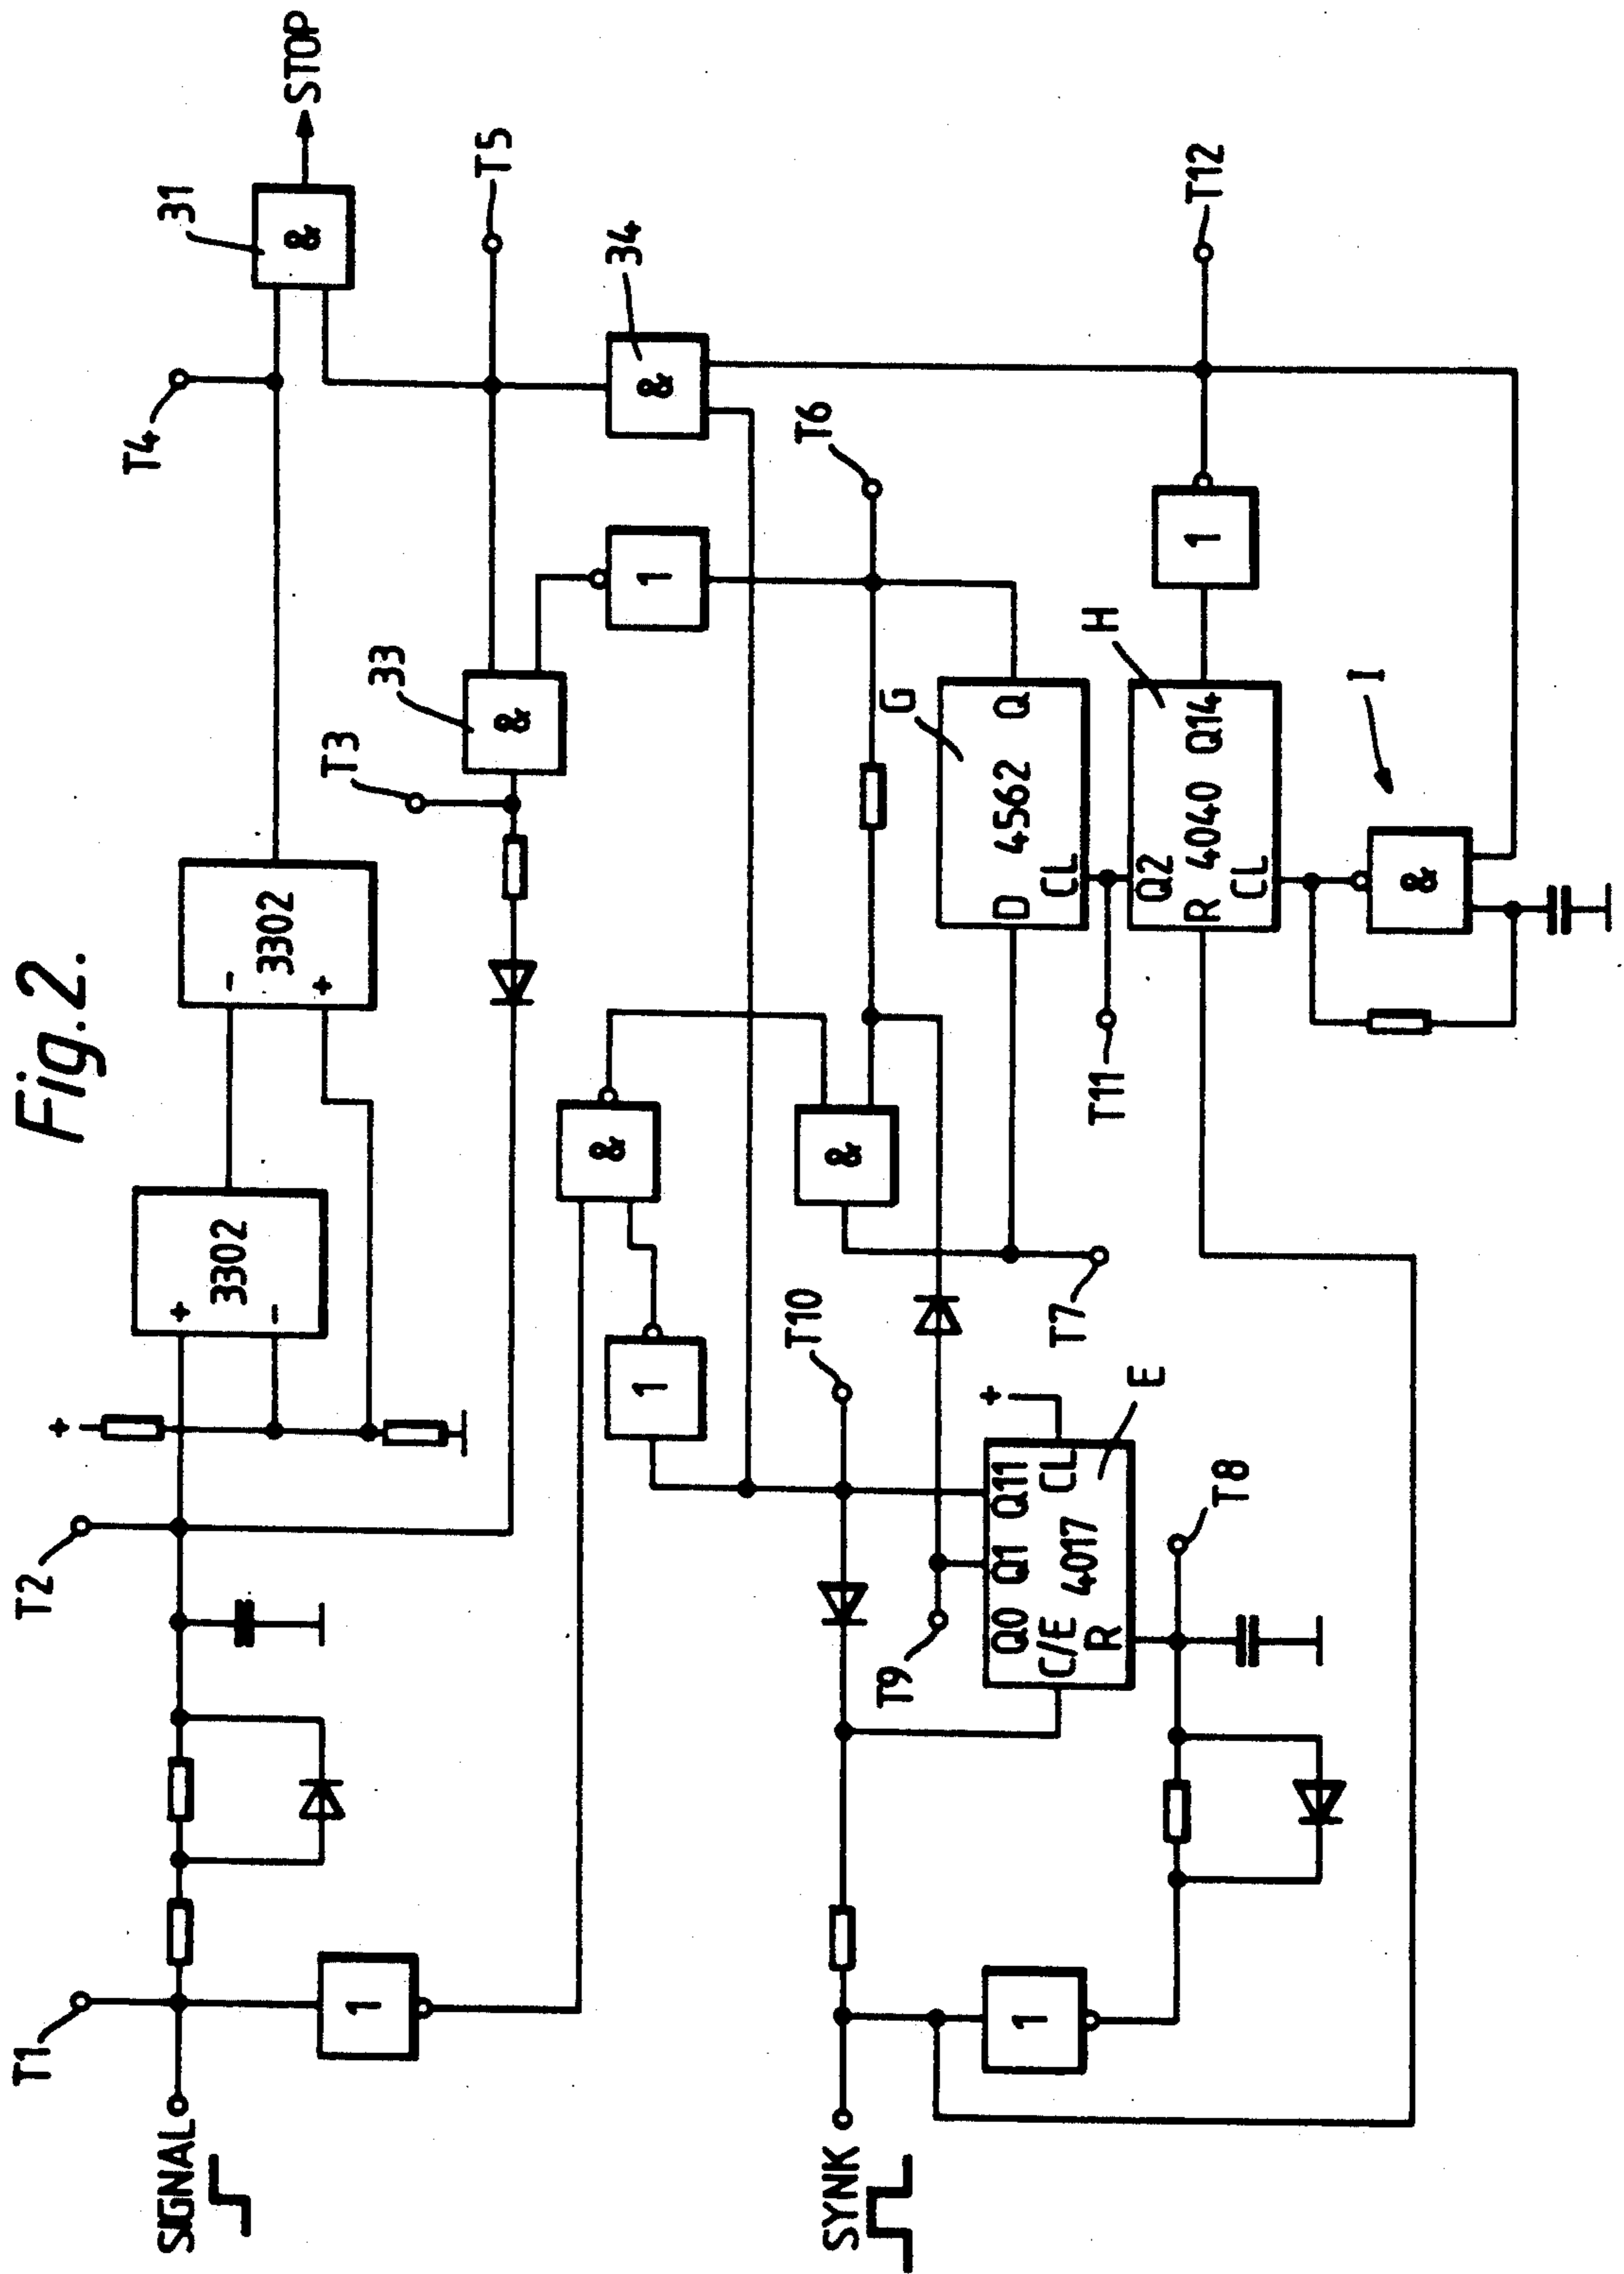 Fig.2.
T1
SIGNAL
1
T2
+
+
-
3302
-
+
3302
T4
31
&
STOP
T3
33
&
T5
1
34
&
1
&
&
T6
T10
T9
T7
SYNK
1
Q0 Q1 Q11
C/E 4017 CL
R
+
E
T8
G
D 4562 Q
CL
T11
H
Q2
R 4040 Q14
CL
1
T12
I
&